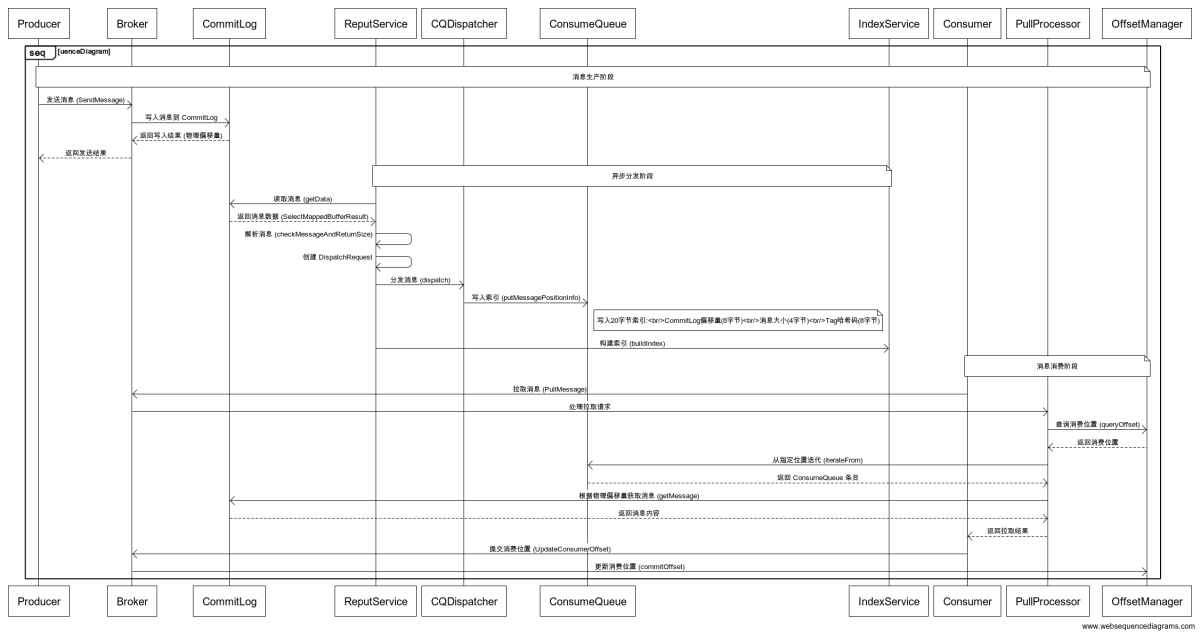 Producer Broker CommitLog ReputService CQDispatcher ConsumeQueue IndexService Consumer PullProcessor OffsetManager
seq [uenceDiagram]
消息生产阶段
发送消息 (SendMessage)
写入消息到 CommitLog
返回写入结果 (物理偏移量)
返回发送结果
异步分发阶段
读取消息 (getData)
返回消息数据 (SelectMappedBufferResult)
解析消息 (checkMessageAndReturnSize)
创建 DispatchRequest
分发消息 (dispatch)
写入索引 (putMessagePositionInfo)
写入20字节索引:<br/>CommitLog偏移量(8字节)<br/>消息大小(4字节)<br/>Tag哈希码(8字节)
构建索引 (buildIndex)
消息消费阶段
拉取消息 (PullMessage)
处理拉取请求
查询消费位置 (queryOffset)
返回消费位置
从指定位置迭代 (iterateFrom)
返回 ConsumeQueue 条目
根据物理偏移量获取消息 (getMessage)
返回消息内容
返回拉取结果
提交消费位置 (UpdateConsumerOffset)
更新消费位置 (commitOffset)
Producer Broker CommitLog ReputService CQDispatcher ConsumeQueue IndexService Consumer PullProcessor OffsetManager
www.websequencediagrams.com